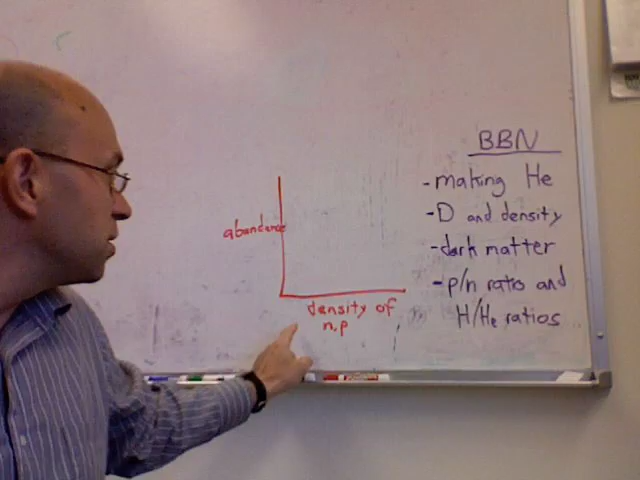 abundance
density of
n,p
BBN
- making He
- D and density
- dark matter
- p/n ratio and
H/He ratios